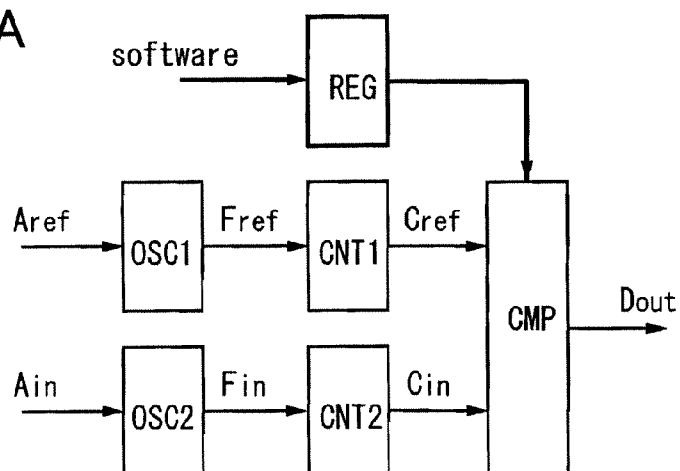 A
software
REG
Aref
OSC1
Fref
CNT1
Cref
CMP
Dout
Ain
OSC2
Fin
CNT2
Cin